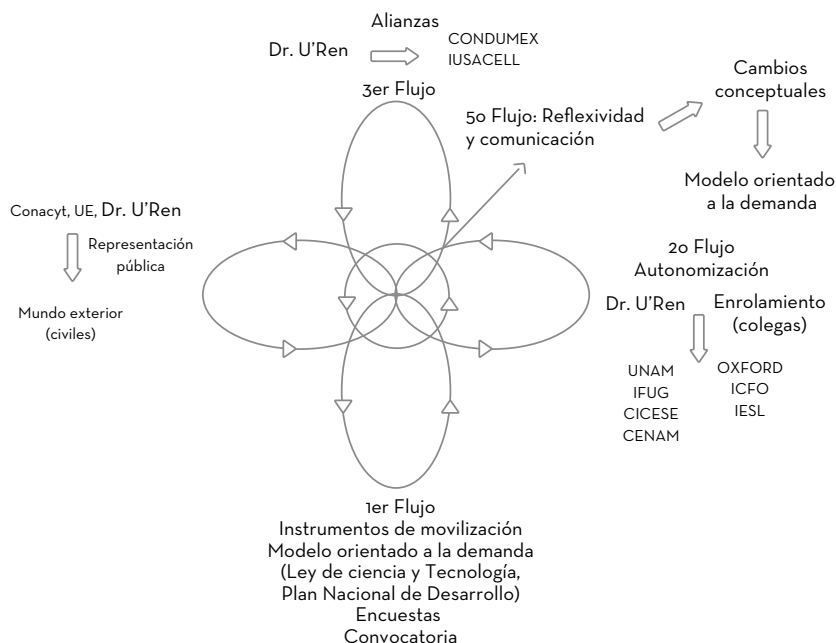 Alianzas
Dr. U'Ren
CONDUMEX
IUSACELL
3er Flujo
5o Flujo: Reflexividad
y comunicación
Cambios
conceptuales
Modelo orientado
a la demanda
Conacyt, UE, Dr. U'Ren
Representación
pública
Mundo exterior
(civiles)
2o Flujo
Autonomización
Dr. U'Ren
Enrolamiento
(colegas)
UNAM
IFUG
CICESE
CENAM
OXFORD
ICFO
IESL
1er Flujo
Instrumentos de movilización
Modelo orientado a la demanda
(Ley de ciencia y Tecnología,
Plan Nacional de Desarrollo)
Encuestas
Convocatoria